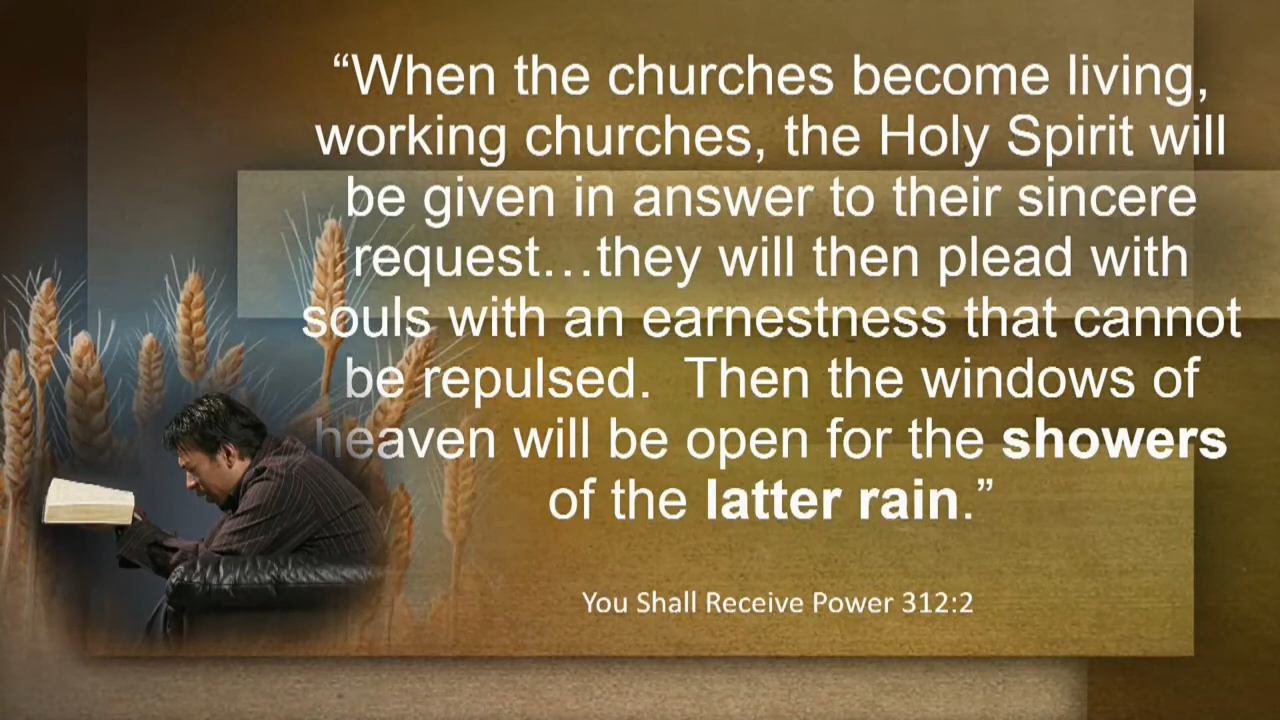 “When the churches become living,
working churches, the Holy Spirit will
be given in answer to their sincere
request…they will then plead with
souls with an earnestness that cannot
be repulsed.  Then the windows of
heaven will be open for the showers
of the latter rain.”
You Shall Receive Power 312:2